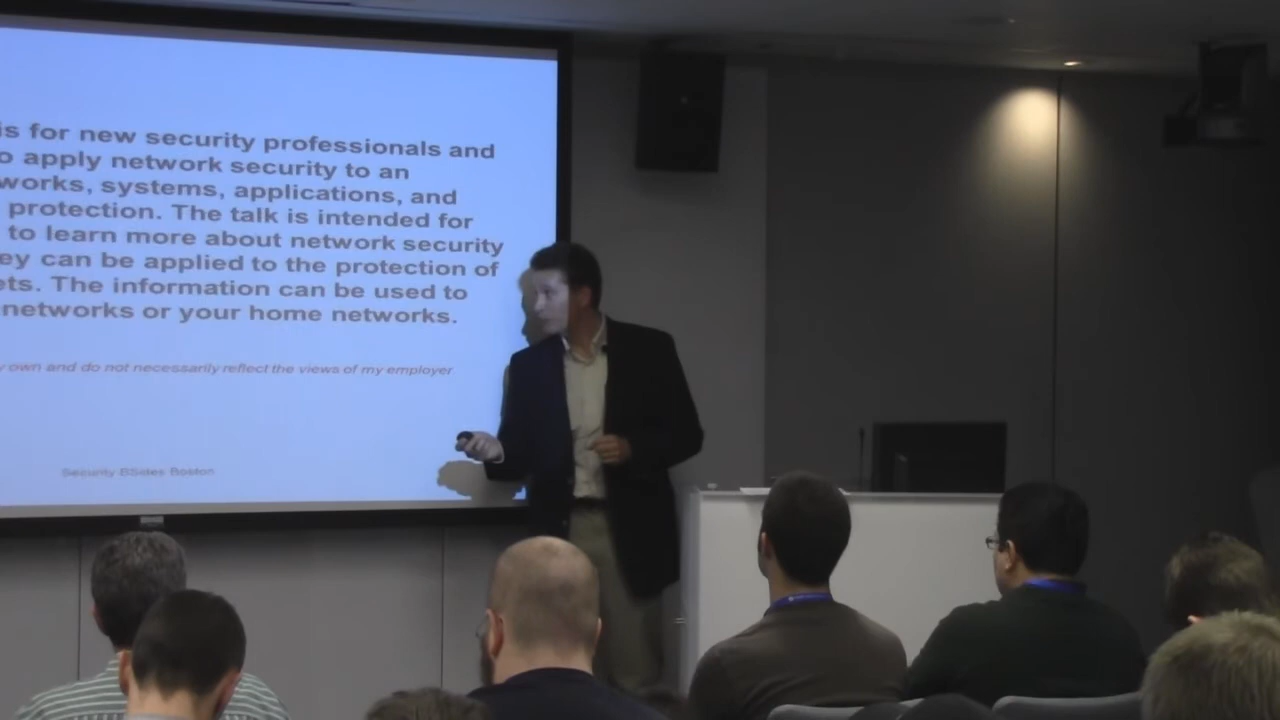 is for new security professionals and
o apply network security to an
works, systems, applications, and
protection. The talk is intended for
to learn more about network security
ey can be applied to the protection of
ets. The information can be used to
networks or your home networks.
y own and do not necessarily reflect the views of my employer
Security BSides Boston